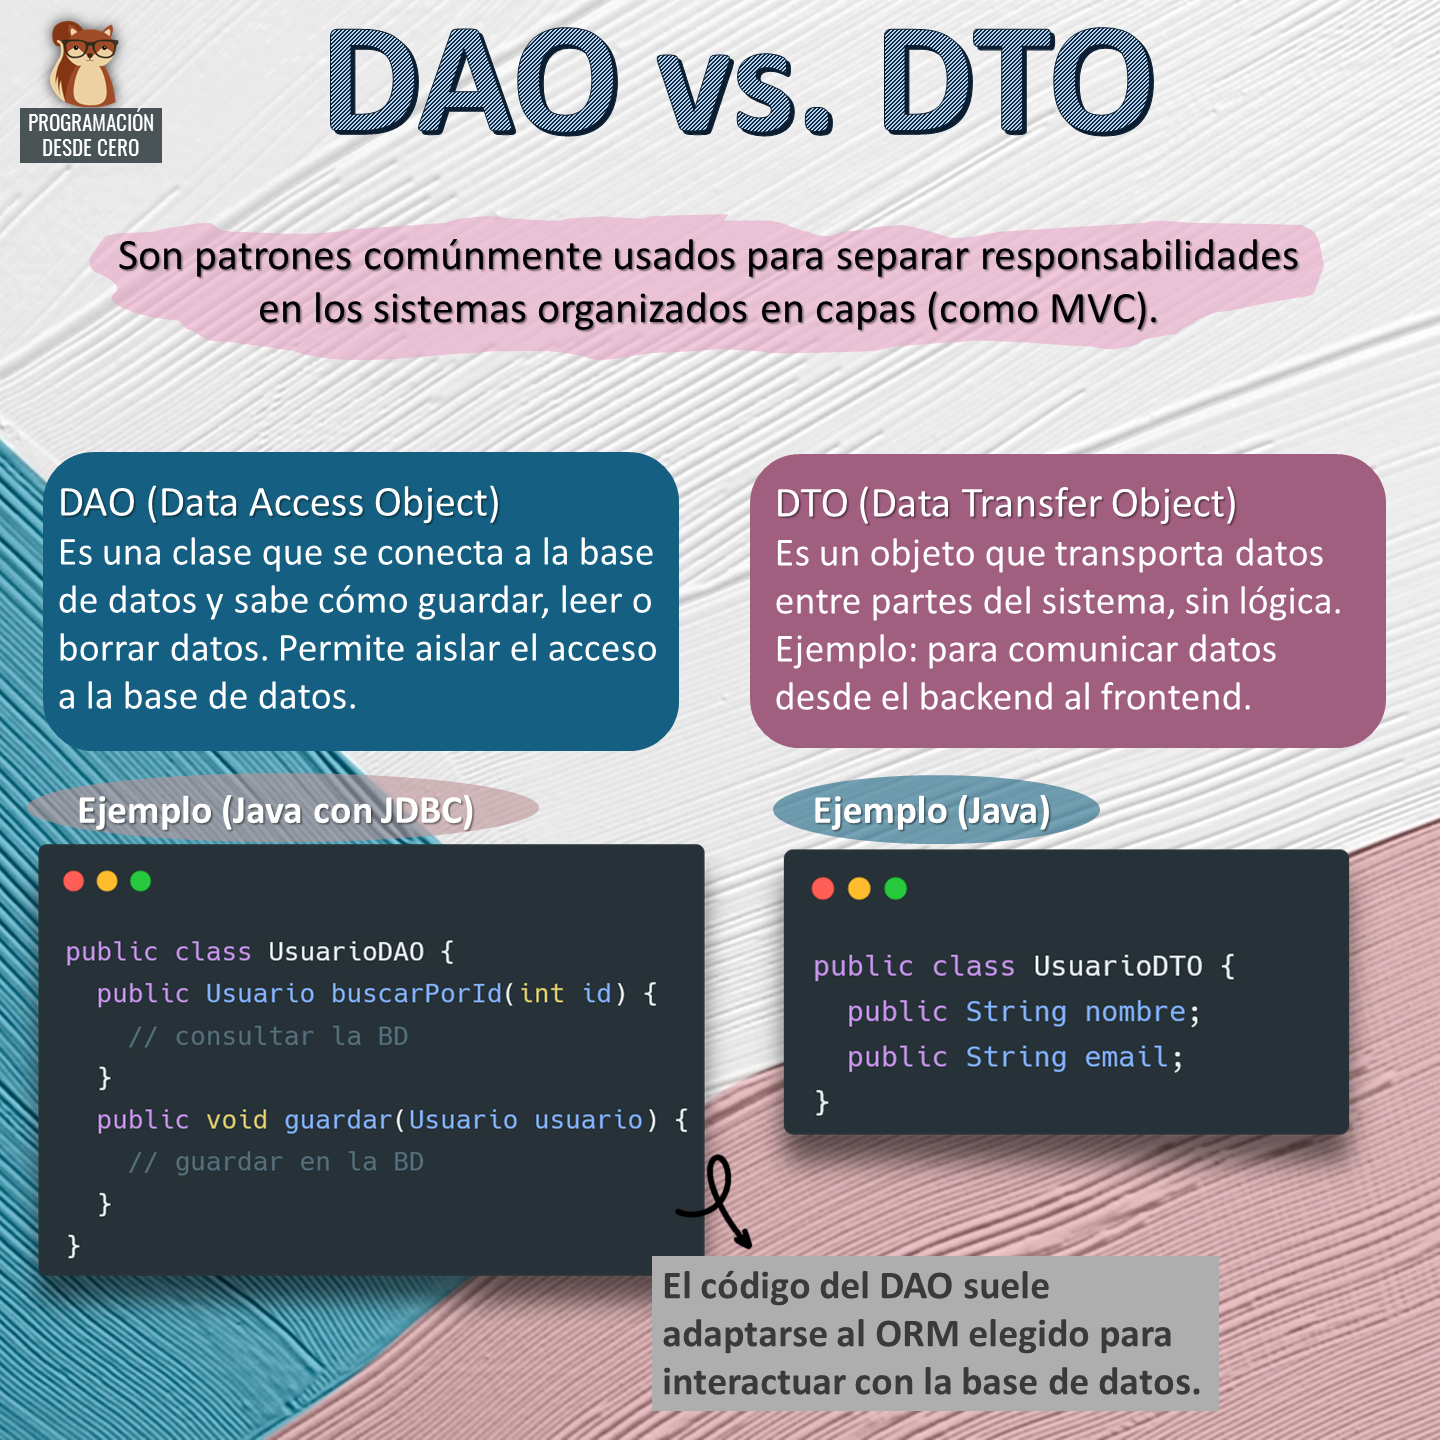 PROGRAMACIÓN
DESDE CERO
DAO vs. DTO
Son patrones comúnmente usados para separar responsabilidades
en los sistemas organizados en capas (como MVC).
DAO (Data Access Object)
Es una clase que se conecta a la base
de datos y sabe cómo guardar, leer o
borrar datos. Permite aislar el acceso
a la base de datos.
Ejemplo (Java con JDBC)
public class UsuarioDAO {
  public Usuario buscarPorId(int id) {
    // consultar la BD
  }
  public void guardar(Usuario usuario) {
    // guardar en la BD
  }
}
DTO (Data Transfer Object)
Es un objeto que transporta datos
entre partes del sistema, sin lógica.
Ejemplo: para comunicar datos
desde el backend al frontend.
Ejemplo (Java)
public class UsuarioDTO {
  public String nombre;
  public String email;
}
El código del DAO suele
adaptarse al ORM elegido para
interactuar con la base de datos.